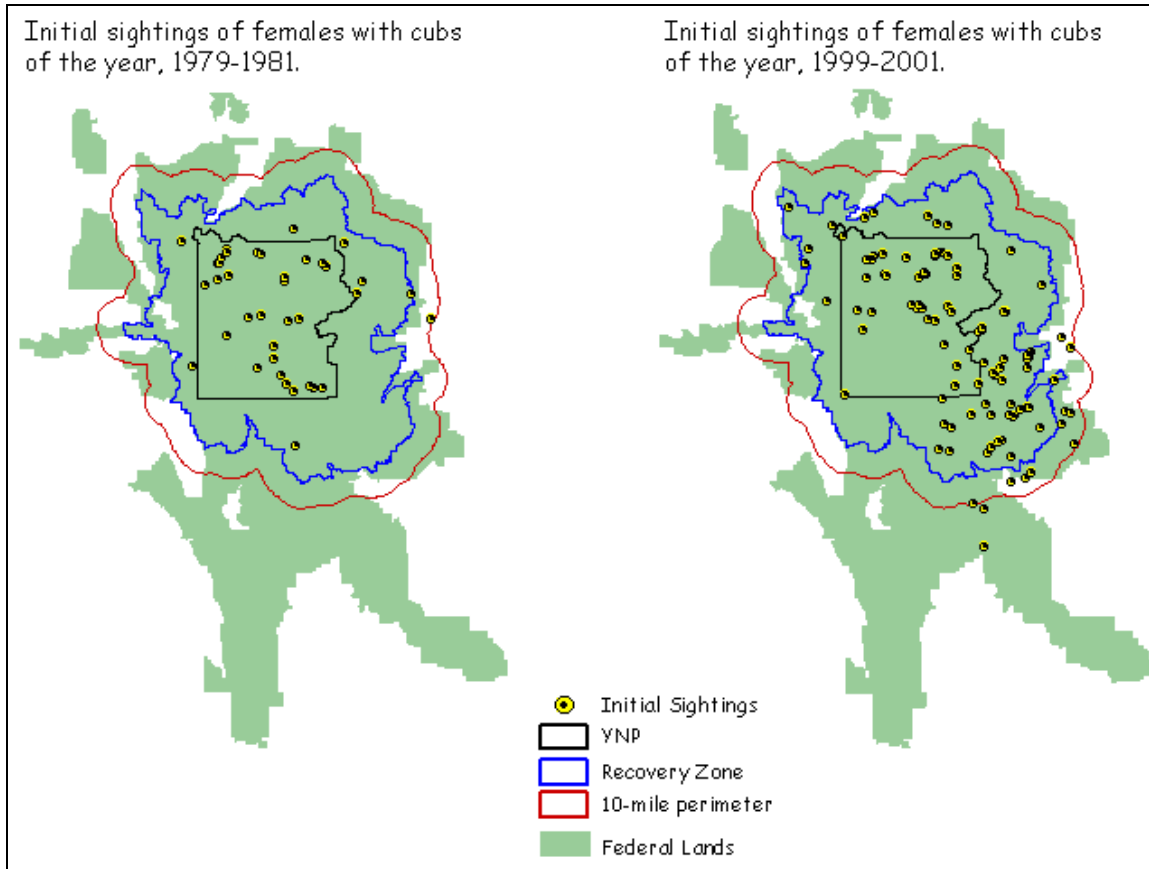 Initial sightings of females with cubs
of the year, 1979-1981.
Initial sightings of females with cubs
of the year, 1999-2001.
Initial Sightings
YNP
Recovery Zone
10-mile perimeter
Federal Lands